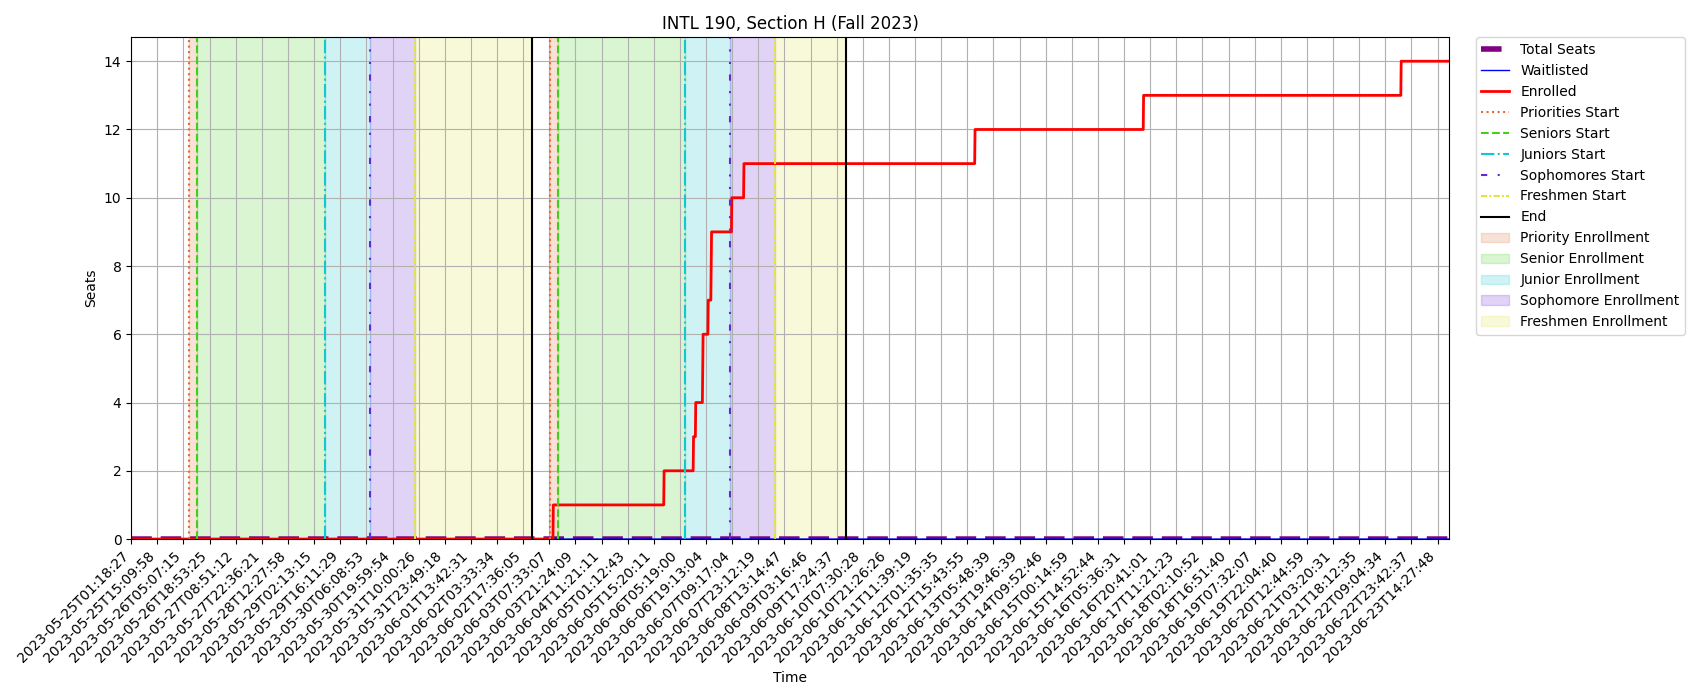 INTL 190, Section H (Fall 2023)
Seats
14
12
10
8
6
4
2
0
2023-05-25T01:18:27
2023-05-25T15:09:58
2023-05-26T05:07:15
2023-05-26T18:53:25
2023-05-27T08:51:12
2023-05-27T22:36:21
2023-05-28T12:27:58
2023-05-29T02:13:15
2023-05-29T16:11:29
2023-05-30T06:08:53
2023-05-30T19:59:54
2023-05-31T10:00:26
2023-05-31T23:49:18
2023-06-01T13:42:31
2023-06-02T03:33:34
2023-06-02T17:36:05
2023-06-03T07:33:07
2023-06-03T21:24:09
2023-06-04T11:21:11
2023-06-05T01:12:43
2023-06-05T15:20:11
2023-06-06T05:19:00
2023-06-06T19:13:04
2023-06-07T09:17:04
2023-06-07T23:12:19
2023-06-08T13:14:47
2023-06-09T03:16:46
2023-06-09T17:24:37
2023-06-10T07:30:28
2023-06-10T21:26:26
2023-06-11T11:39:19
2023-06-12T01:35:35
2023-06-12T15:43:55
2023-06-13T05:48:39
2023-06-13T19:46:39
2023-06-14T09:52:46
2023-06-15T00:14:59
2023-06-15T14:52:44
2023-06-16T05:36:31
2023-06-16T20:41:01
2023-06-17T11:21:23
2023-06-18T02:10:52
2023-06-18T16:51:40
2023-06-19T07:32:07
2023-06-19T22:04:40
2023-06-20T12:44:59
2023-06-21T03:20:31
2023-06-21T18:12:35
2023-06-22T09:04:34
2023-06-22T23:42:37
2023-06-23T14:27:48
Time
Total Seats
Waitlisted
Enrolled
Priorities Start
Seniors Start
Juniors Start
Sophomores Start
Freshmen Start
End
Priority Enrollment
Senior Enrollment
Junior Enrollment
Sophomore Enrollment
Freshmen Enrollment